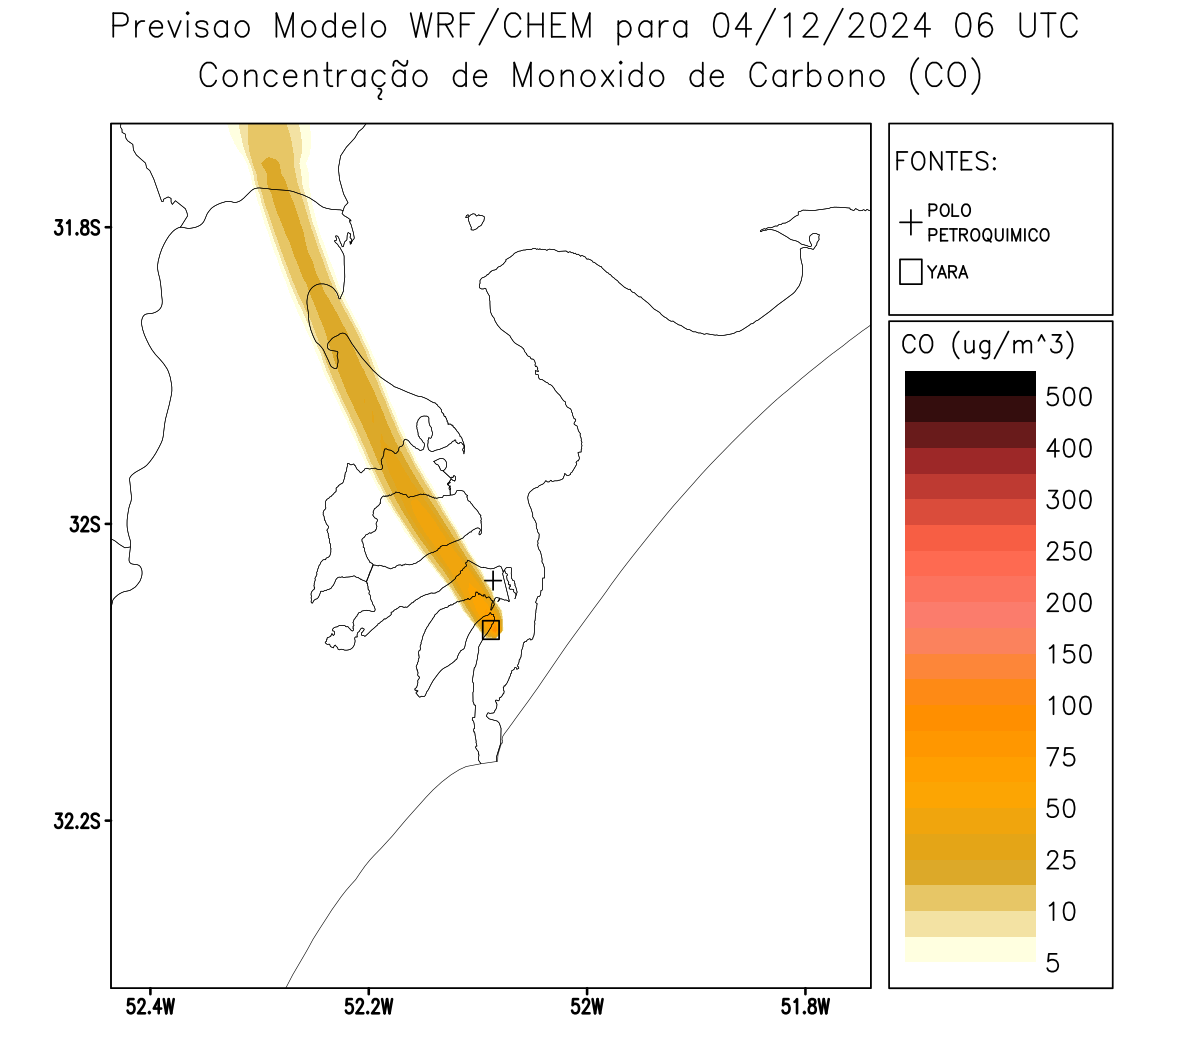 Previsao Modelo WRF/CHEM para 04/12/2024 06 UTC
Concentração de Monoxido de Carbono (CO)
FONTES:
POLO
PETROQUIMICO
YARA
CO (ug/m^3)
500
400
300
250
200
150
100
75
50
25
10
5
31.8S
32S
32.2S
52.4W
52.2W
52W
51.8W